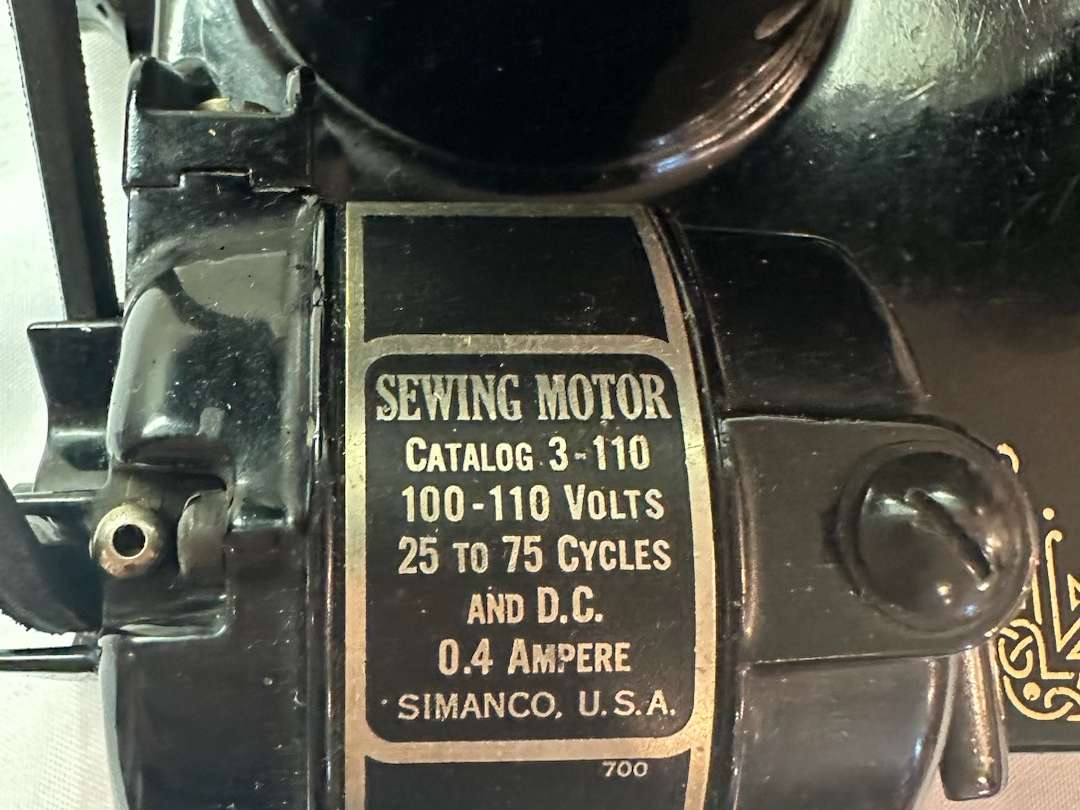 SEWING MOTOR
CATALOG 3-110
100-110 VOLTS
25 TO 75 CYCLES
AND D.C.
0.4 AMPERE
SIMANCO, U.S.A.
700